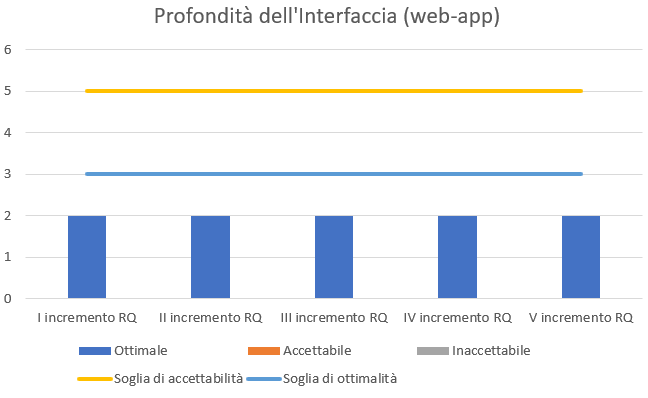 Profondità dell'Interfaccia (web-app)
6
5
4
3
2
1
0
I incremento RQ II incremento RQ III incremento RQ IV incremento RQ V incremento RQ
Ottimale Accettabile Inaccettabile
Soglia di accettabilità Soglia di ottimalità